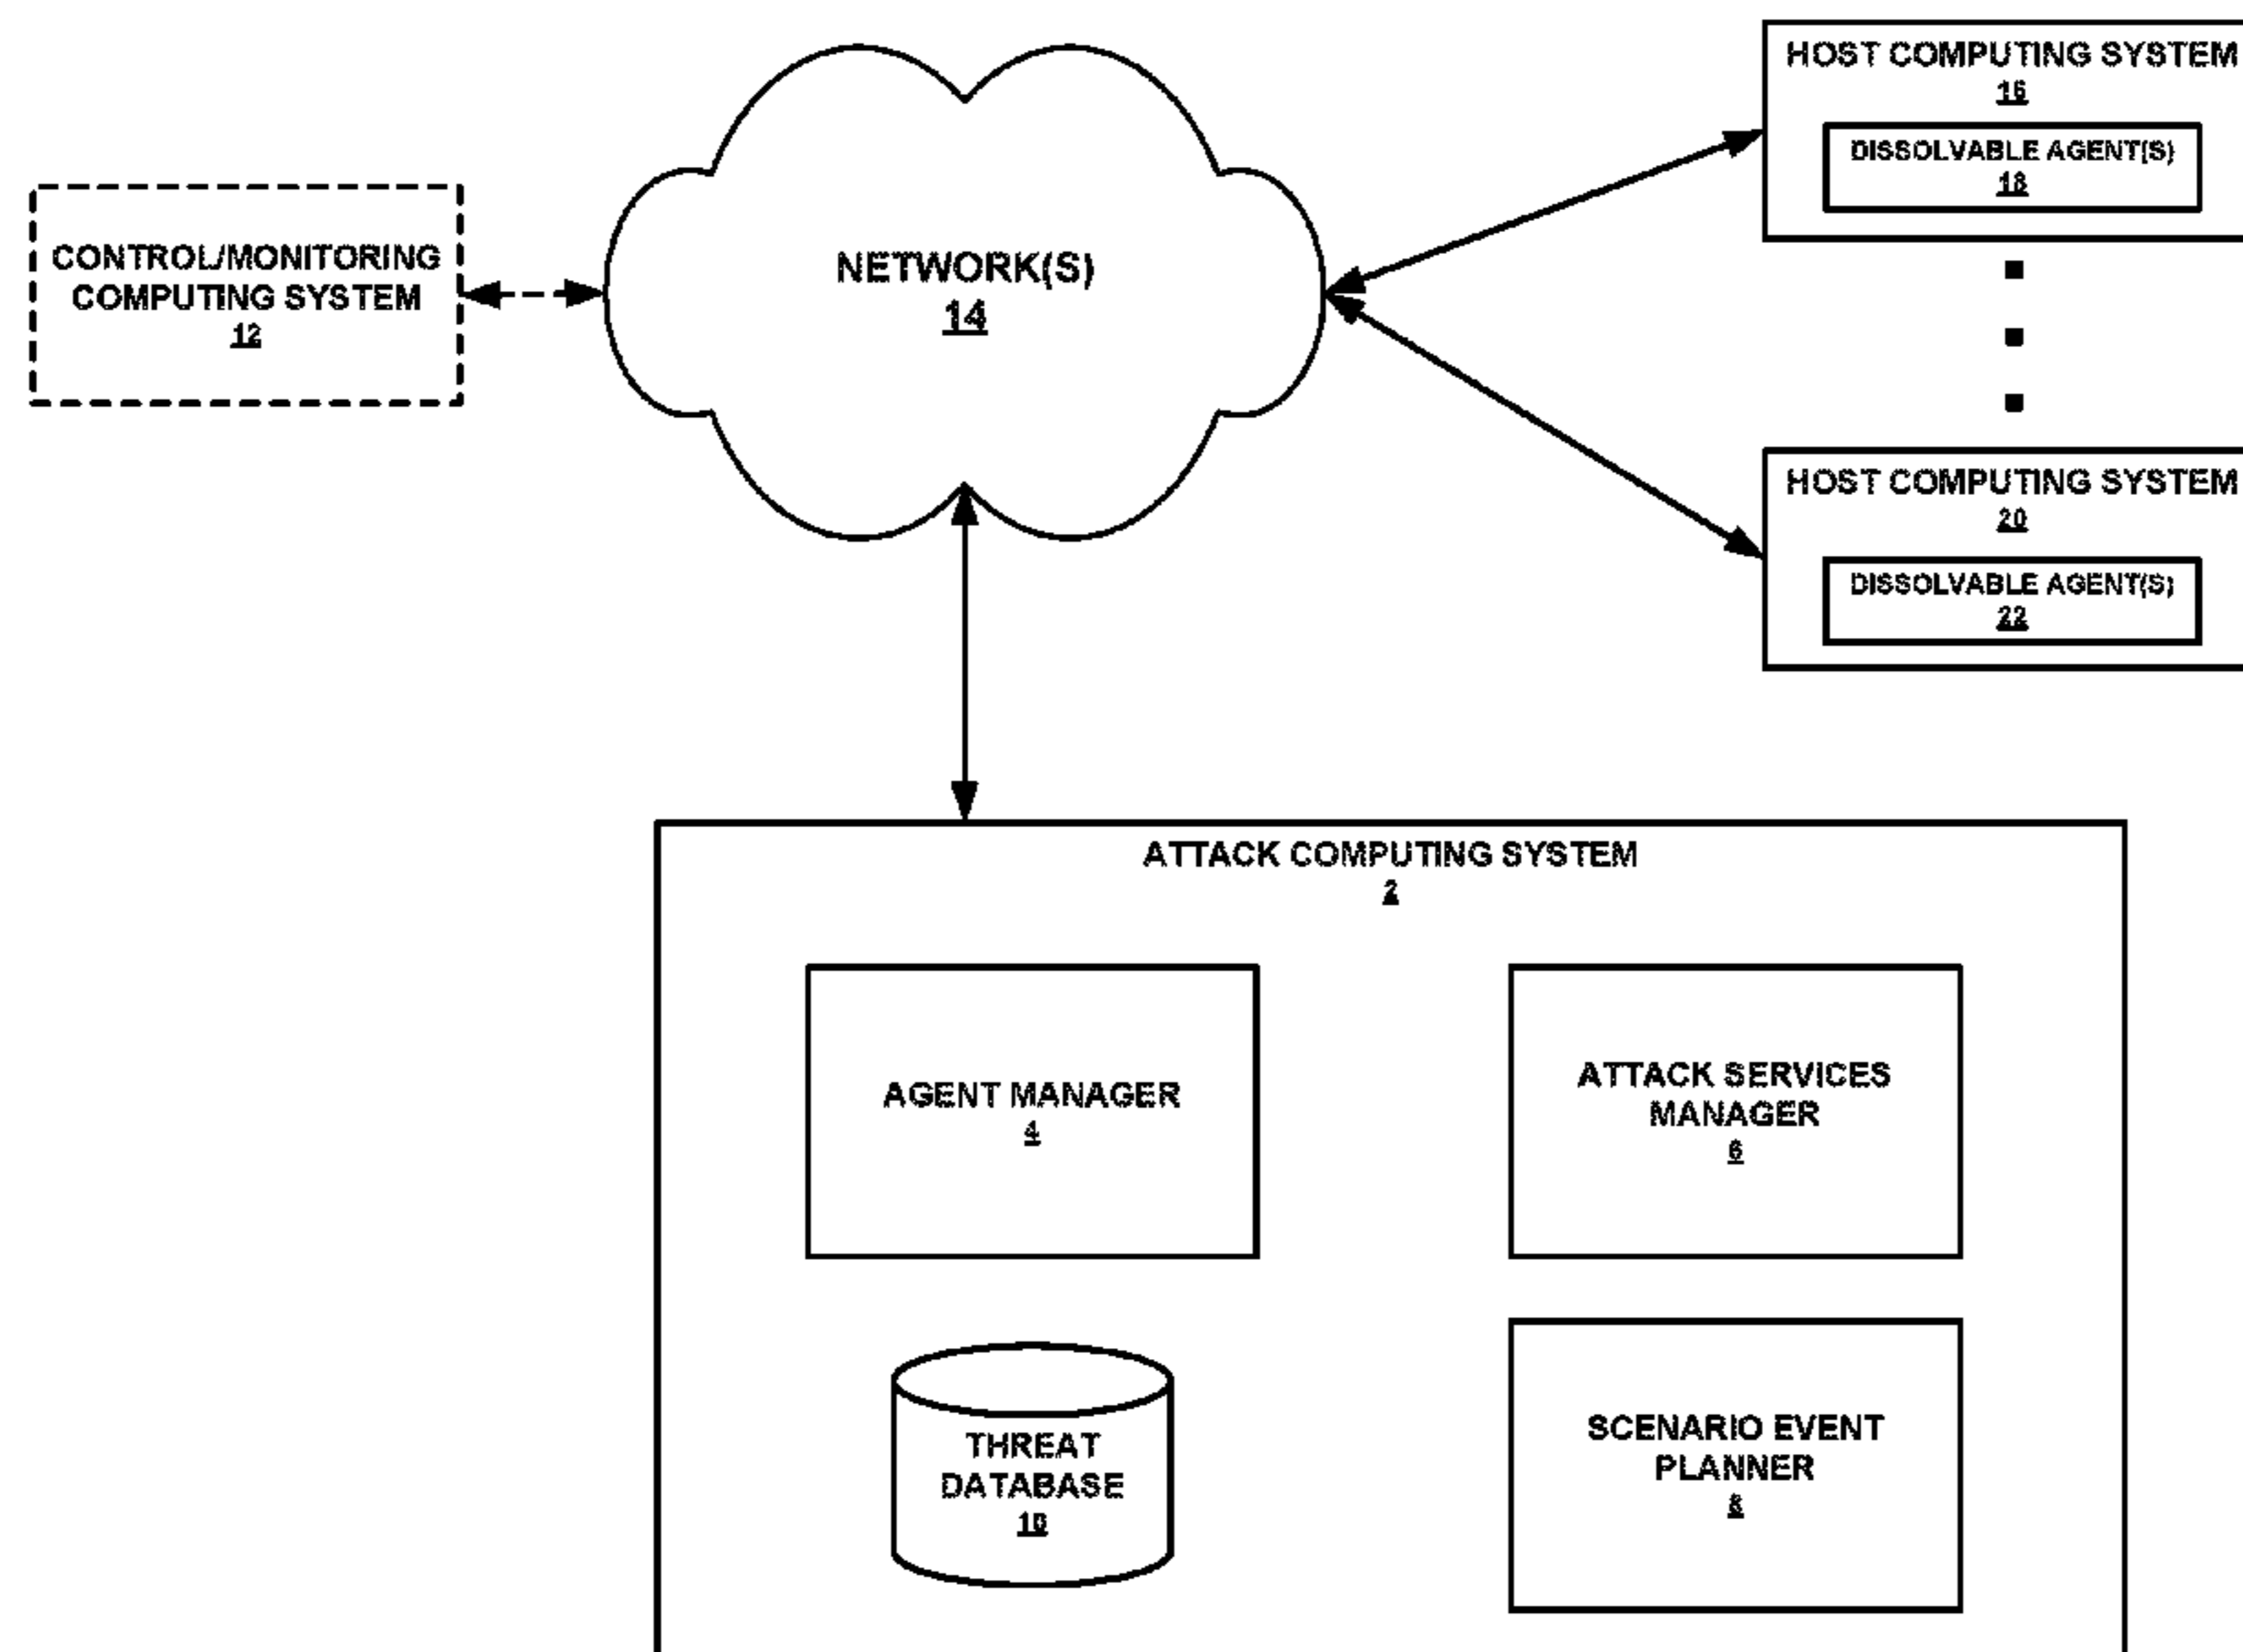 HOST COMPUTING SYSTEM
16
DISSOLVABLE AGENT(S)
18
CONTROL/MONITORING
COMPUTING SYSTEM
12
NETWORK(S)
14
HOST COMPUTING SYSTEM
20
DISSOLVABLE AGENT(S)
22
ATTACK COMPUTING SYSTEM
2
AGENT MANAGER
4
ATTACK SERVICES
MANAGER
6
THREAT
DATABASE
10
SCENARIO EVENT
PLANNER
8